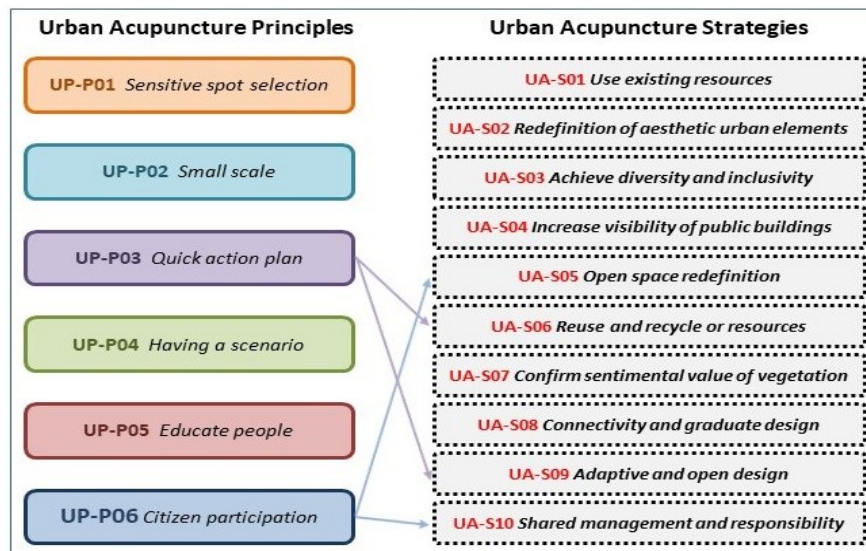 Urban Acupuncture Principles
UP-P01 Sensitive spot selection
UP-P02 Small scale
UP-P03 Quick action plan
UP-P04 Having a scenario
UP-P05 Educate people
UP-P06 Citizen participation
Urban Acupuncture Strategies
UA-S01 Use existing resources
UA-S02 Redefinition of aesthetic urban elements
UA-S03 Achieve diversity and inclusivity
UA-S04 Increase visibility of public buildings
UA-S05 Open space redefinition
UA-S06 Reuse and recycle or resources
UA-S07 Confirm sentimental value of vegetation
UA-S08 Connectivity and graduate design
UA-S09 Adaptive and open design
UA-S10 Shared management and responsibility